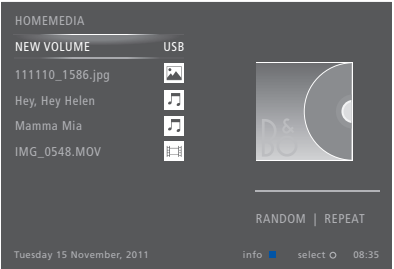 HOMEMEDIA
NEW VOLUME USB
111110_1586.jpg
Hey, Hey Helen
Mamma Mia
IMG_0548.MOV
B&
RANDOM | REPEAT
Tuesday 15 November, 2011 info select 08:35